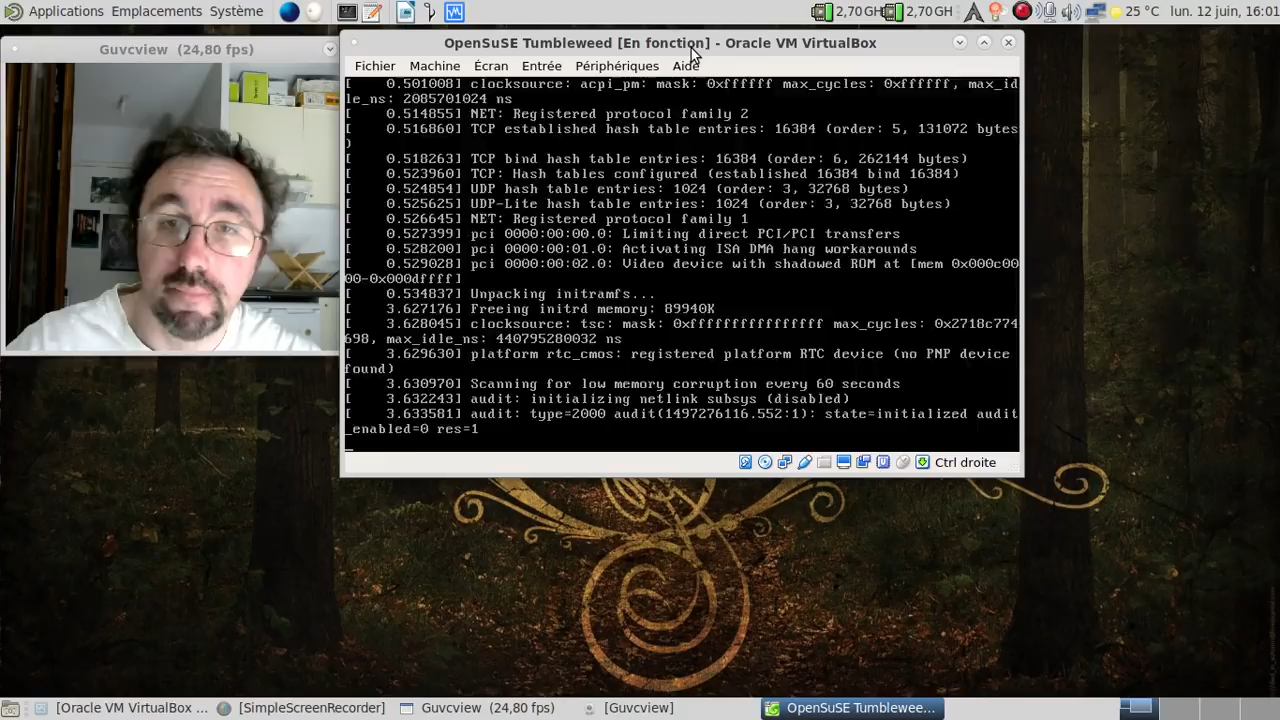 Applications Emplacements Système
2,70 GH 2,70 GH
25 °C lun. 12 juin, 16:01
Guvcview (24,80 fps)
OpenSuSE Tumbleweed [En fonction] - Oracle VM VirtualBox
Fichier Machine Écran Entrée Périphériques Aide
[ 0.501008] clocksource: acpi_pm: mask: 0xffffff max_cycles: 0xffffff, max_id
le_ns: 2085701024 ns
[ 0.514855] NET: Registered protocol family 2
[ 0.516860] TCP established hash table entries: 16384 (order: 5, 131072 bytes
)
[ 0.518263] TCP bind hash table entries: 16384 (order: 6, 262144 bytes)
[ 0.523960] TCP: Hash tables configured (established 16384 bind 16384)
[ 0.524854] UDP hash table entries: 1024 (order: 3, 32768 bytes)
[ 0.525625] UDP-Lite hash table entries: 1024 (order: 3, 32768 bytes)
[ 0.526645] NET: Registered protocol family 1
[ 0.527399] pci 0000:00:00.0: Limiting direct PCI/PCI transfers
[ 0.528200] pci 0000:00:01.0: Activating ISA DMA hang workarounds
[ 0.529028] pci 0000:00:02.0: Video device with shadowed ROM at [mem 0x000c00
00-0x000dffff]
[ 0.534837] Unpacking initramfs...
[ 3.627176] Freeing initrd memory: 89940K
[ 3.628045] clocksource: tsc: mask: 0xffffffffffffffff max_cycles: 0x2718c774
698, max_idle_ns: 440795280032 ns
[ 3.629630] platform rtc_cmos: registered platform RTC device (no PNP device
found)
[ 3.630970] Scanning for low memory corruption every 60 seconds
[ 3.632243] audit: initializing netlink subsys (disabled)
[ 3.633581] audit: type=2000 audit(1497276116.552:1): state=initialized audit
_enabled=0 res=1
Ctrl droite
[Oracle VM VirtualBox ... [SimpleScreenRecorder] Guvcview (24,80 fps) [Guvcview] OpenSuSE Tumblewee...